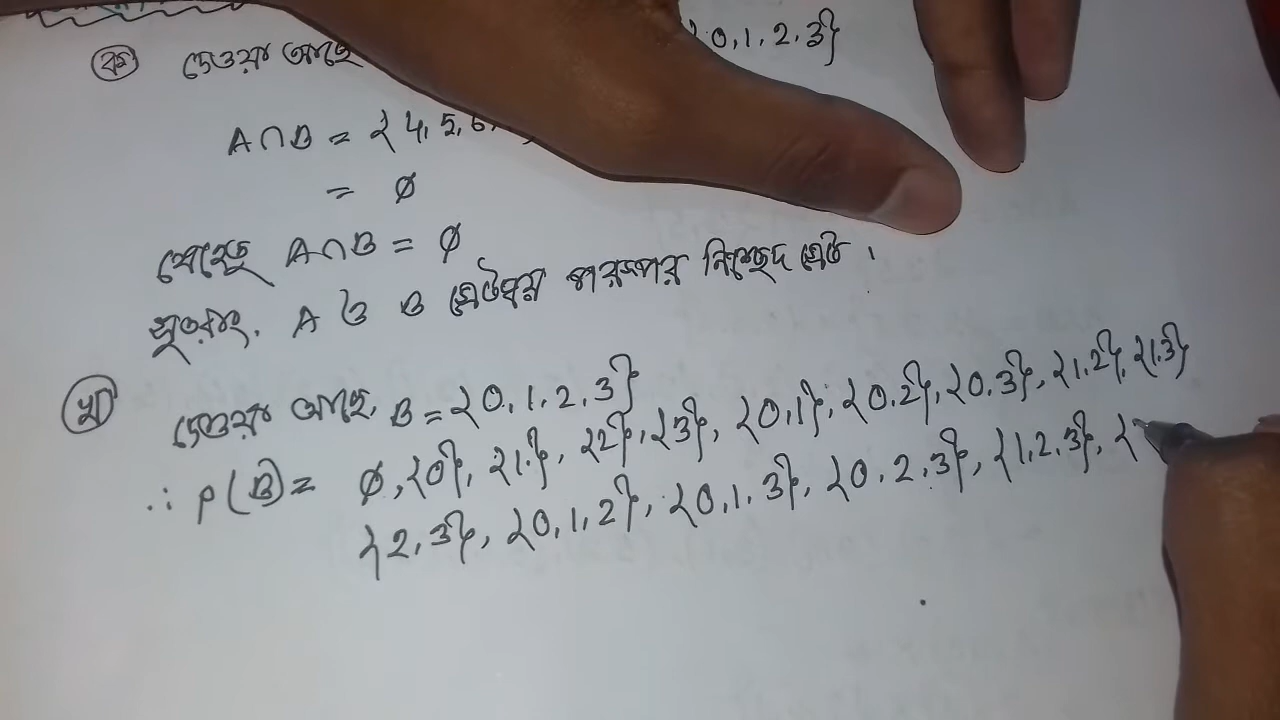 (ক) দেওয়া আছে 0, 1, 2, 3}
A∩B = {4, 5, 6,
= ∅
যেহেতু A∩B = ∅
সুতরাং, A ও B সেটদ্বয় পরস্পর নিশ্ছেদ সেট ।
(খ) দেওয়া আছে, B = {0, 1, 2, 3}
∴ P(B) = ∅, {0}, {1}, {2}, {3}, {0, 1}, {0, 2}, {0, 3}, {1, 2}, {1, 3}
{2, 3}, {0, 1, 2}, {0, 1, 3}, {0, 2, 3}, {1, 2, 3}, {